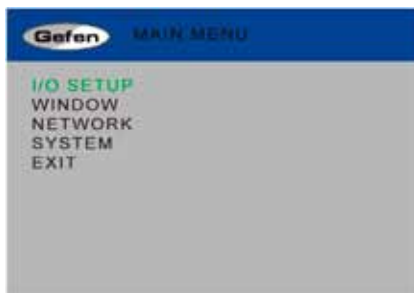 Gefen MAIN MENU
I/O SETUP
WINDOW
NETWORK
SYSTEM
EXIT